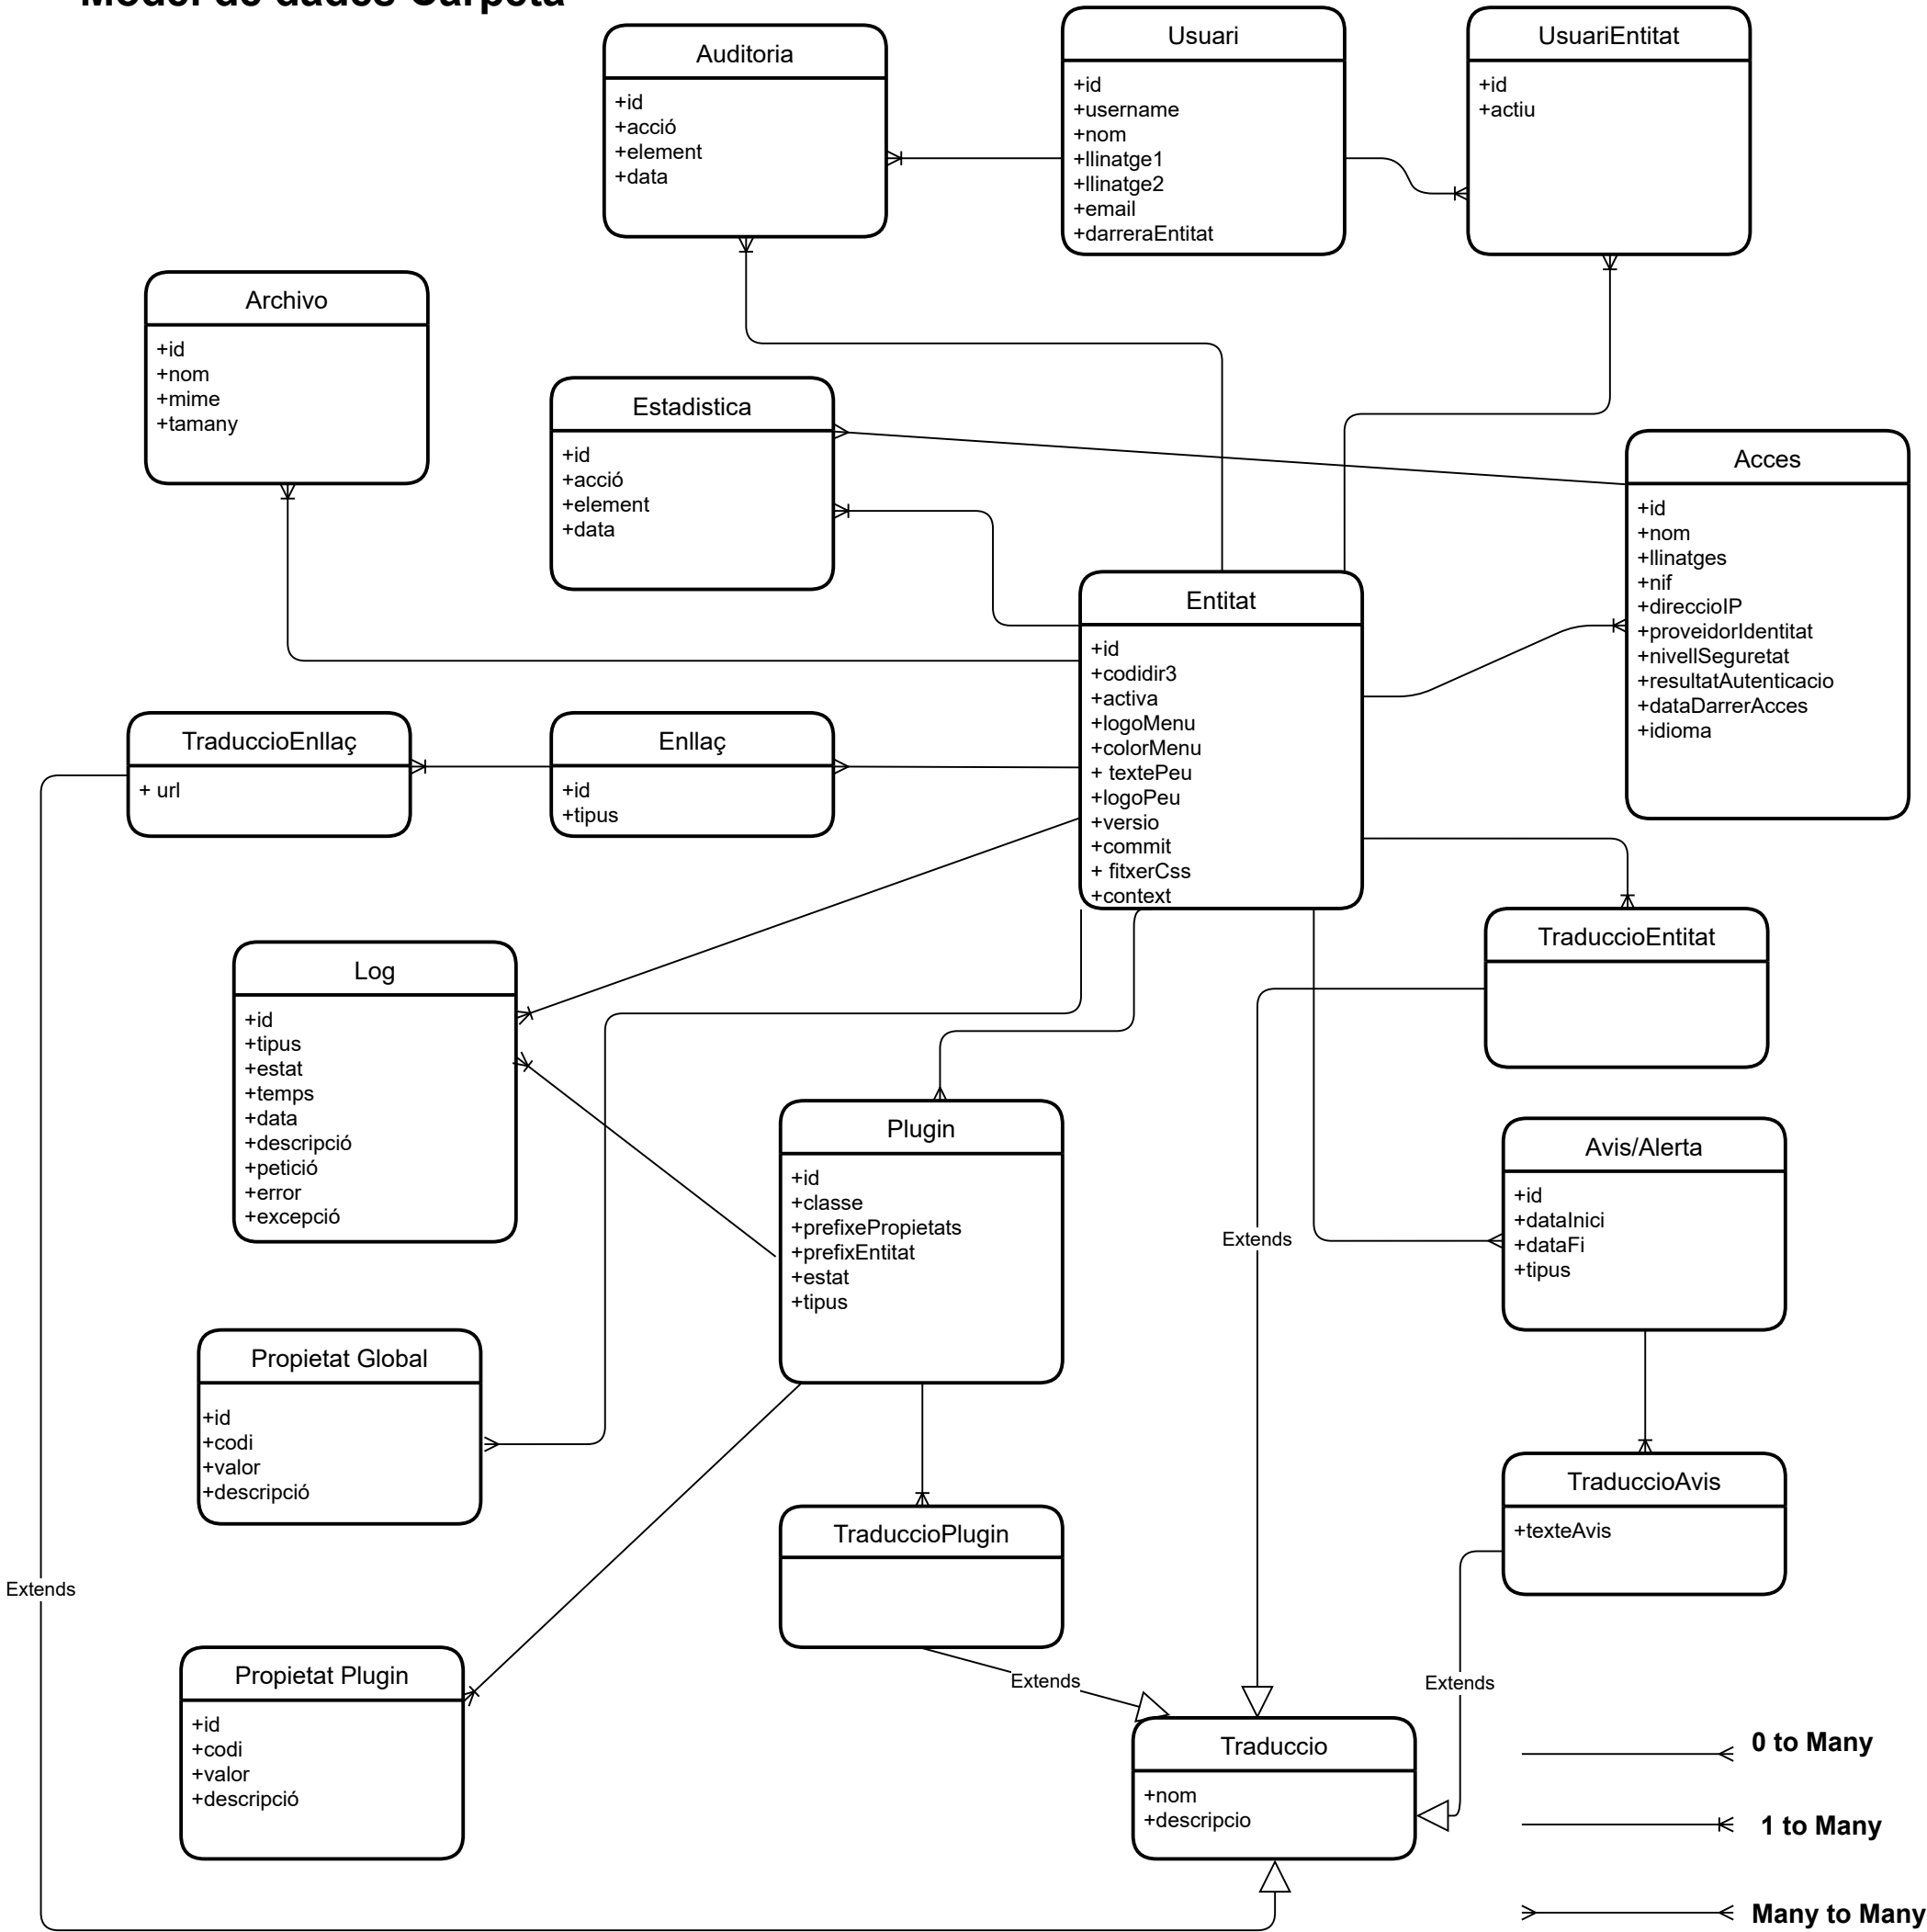 Model de dades Carpeta
Auditoria
+id
+acció
+element
+data
Usuari
+id
+username
+nom
+llinatge1
+llinatge2
+email
+darreraEntitat
UsuariEntitat
+id
+actiu
Archivo
+id
+nom
+mime
+tamany
Estadistica
+id
+acció
+element
+data
Acces
+id
+nom
+llinatges
+nif
+direccioIP
+proveidorIdentitat
+nivellSeguretat
+resultatAutenticacio
+dataDarrerAcces
+idioma
Entitat
+id
+codidir3
+activa
+logoMenu
+colorMenu
+ textePeu
+logoPeu
+versio
+commit
+ fitxerCss
+context
TraduccioEnllaç
+ url
Enllaç
+id
+tipus
TraduccioEntitat
Log
+id
+tipus
+estat
+temps
+data
+descripció
+petició
+error
+excepció
Plugin
+id
+classe
+prefixePropietats
+prefixEntitat
+estat
+tipus
Extends
Avis/Alerta
+id
+dataInici
+dataFi
+tipus
Propietat Global
+id
+codi
+valor
+descripció
TraduccioAvis
+texteAvis
TraduccioPlugin
Extends
Propietat Plugin
+id
+codi
+valor
+descripció
Extends
Extends
Traduccio
+nom
+descripcio
0 to Many
1 to Many
Many to Many